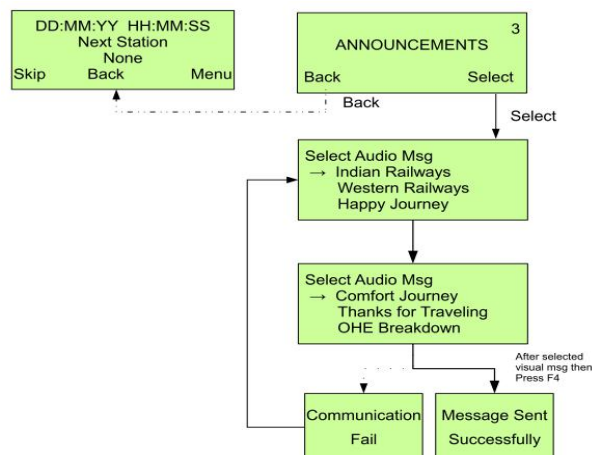 DD:MM:YY HH:MM:SS
Next Station
None
Skip Back Menu
3
ANNOUNCEMENTS
Back Select
Back
Select
Select Audio Msg
→ Indian Railways
Western Railways
Happy Journey
Select Audio Msg
→ Comfort Journey
Thanks for Traveling
OHE Breakdown
After selected
visual msg then
Press F4
Communication
Fail
Message Sent
Successfully